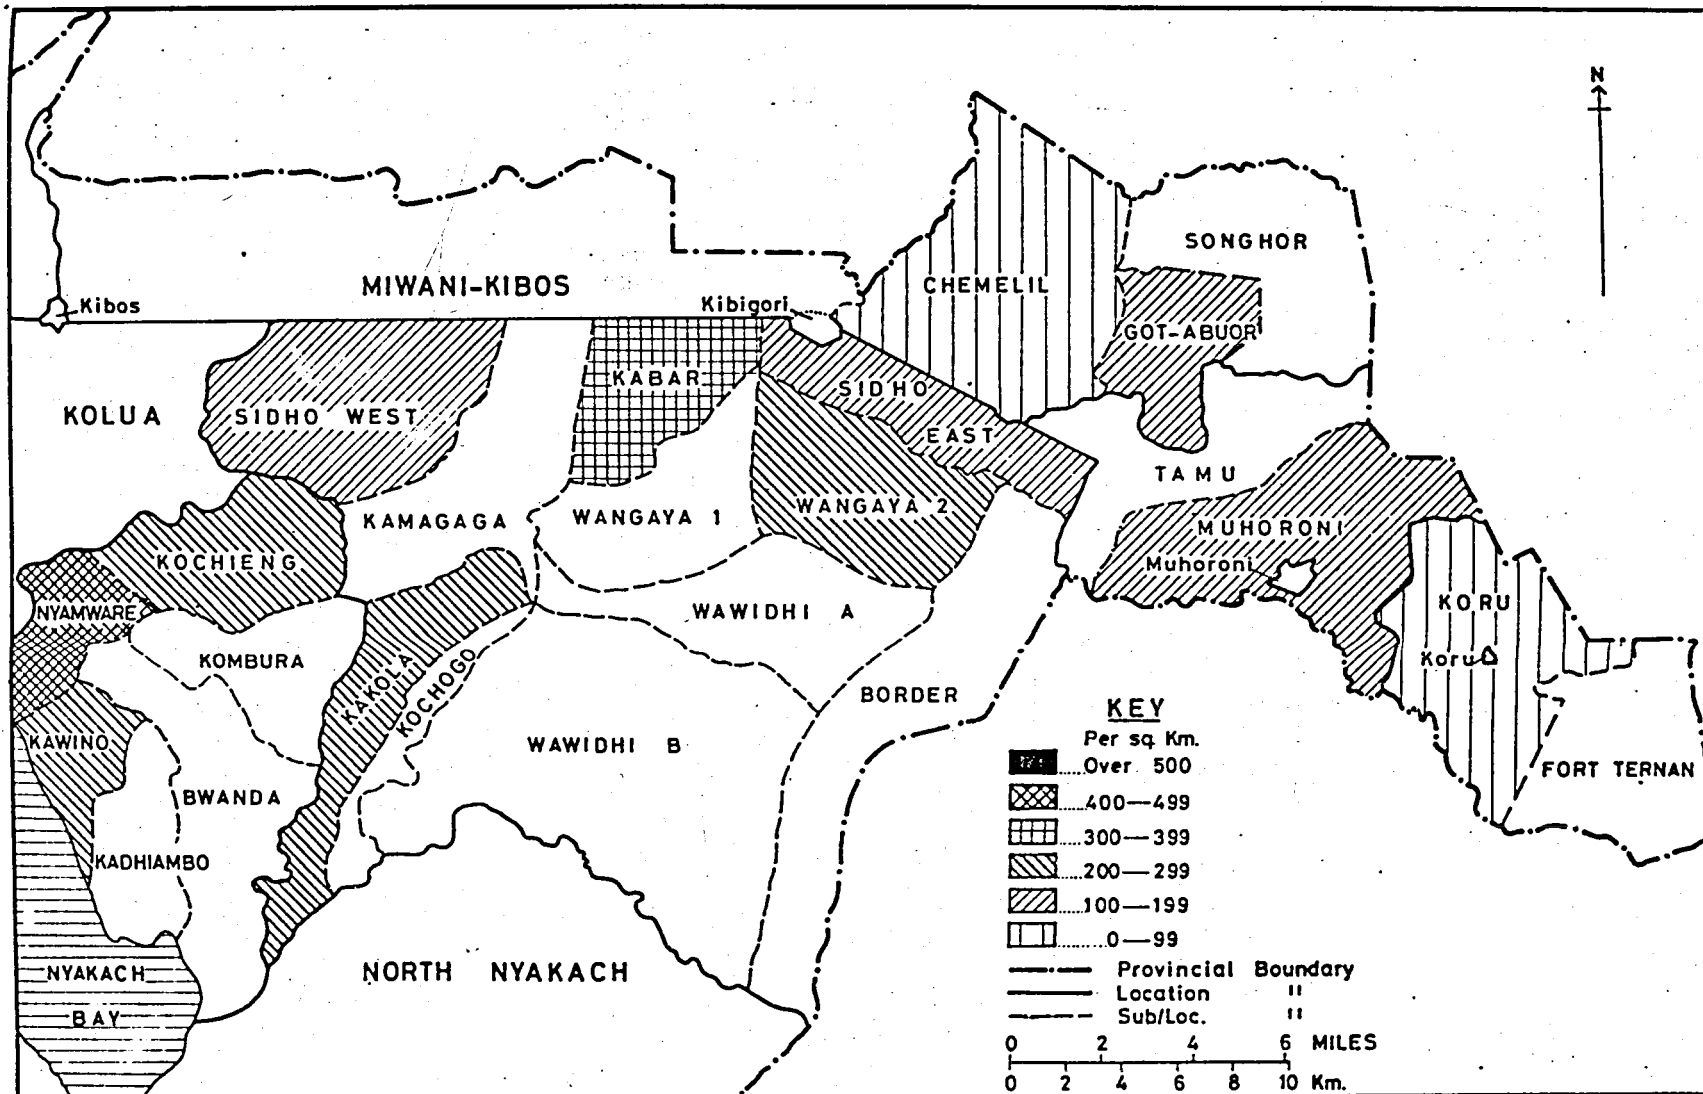 N
SONGHOR
MIWANI-KIBOS
CHEMELIL
Kibos
Kibigori
GOT-ABUOR
KABAR
SIDHO
KOLUA
SIDHO WEST
EAST
TAMU
WANGAYA 2
KAMAGAGA
WANGAYA 1
MUHORONI
KOCHIENG
Muhoroni
NYAMWARE
WAWIDHI A
KORU
KOMBURA
Koru
KAKOLA
KOCHOGO
BORDER
KAWINO
WAWIDHI B
FORT TERNAN
BWANDA
KADHIAMBO
NYAKACH
BAY
NORTH NYAKACH
KEY
Per sq. Km.
Over 500
400—499
300—399
200—299
100—199
0—99
Provincial Boundary
Location "
Sub/Loc. "
0 2 4 6 MILES
0 2 4 6 8 10 Km.